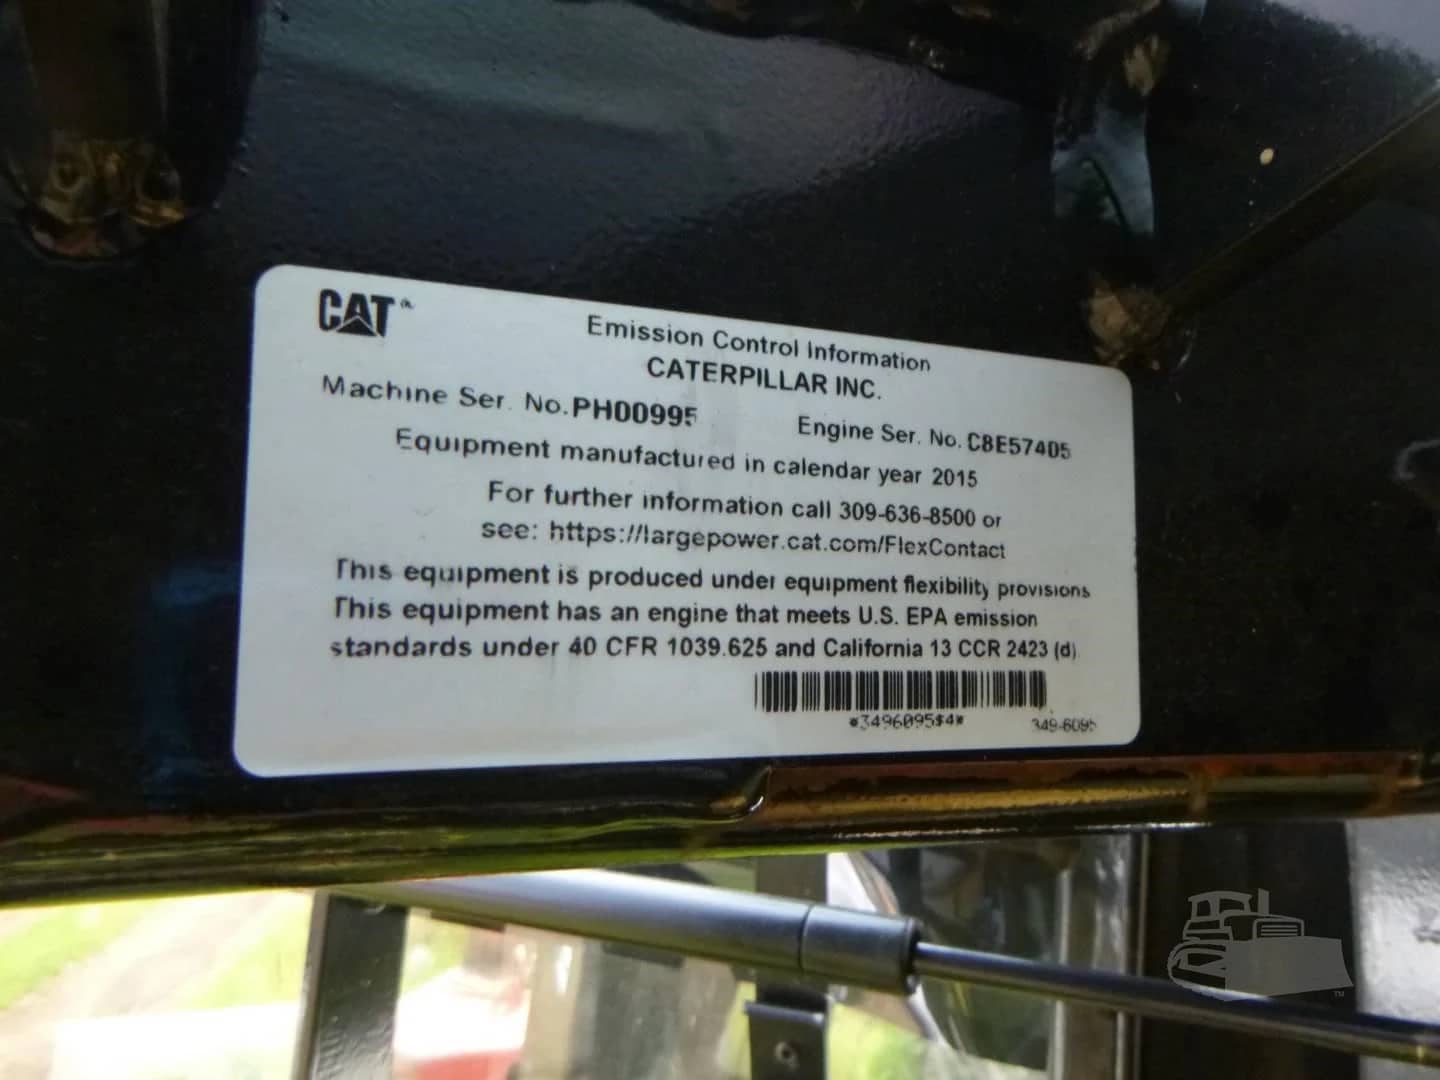 CAT
Emission Control Information
CATERPILLAR INC.
Machine Ser. No. PH00995 Engine Ser. No. C8E57405
Equipment manufactured in calendar year 2015
For further information call 309-636-8500 or
see: https://largepower.cat.com/FlexContact
This equipment is produced under equipment flexibility provisions
This equipment has an engine that meets U.S. EPA emission
standards under 40 CFR 1039.625 and California 13 CCR 2423 (d)
*3496095$4* 349-6095
TM